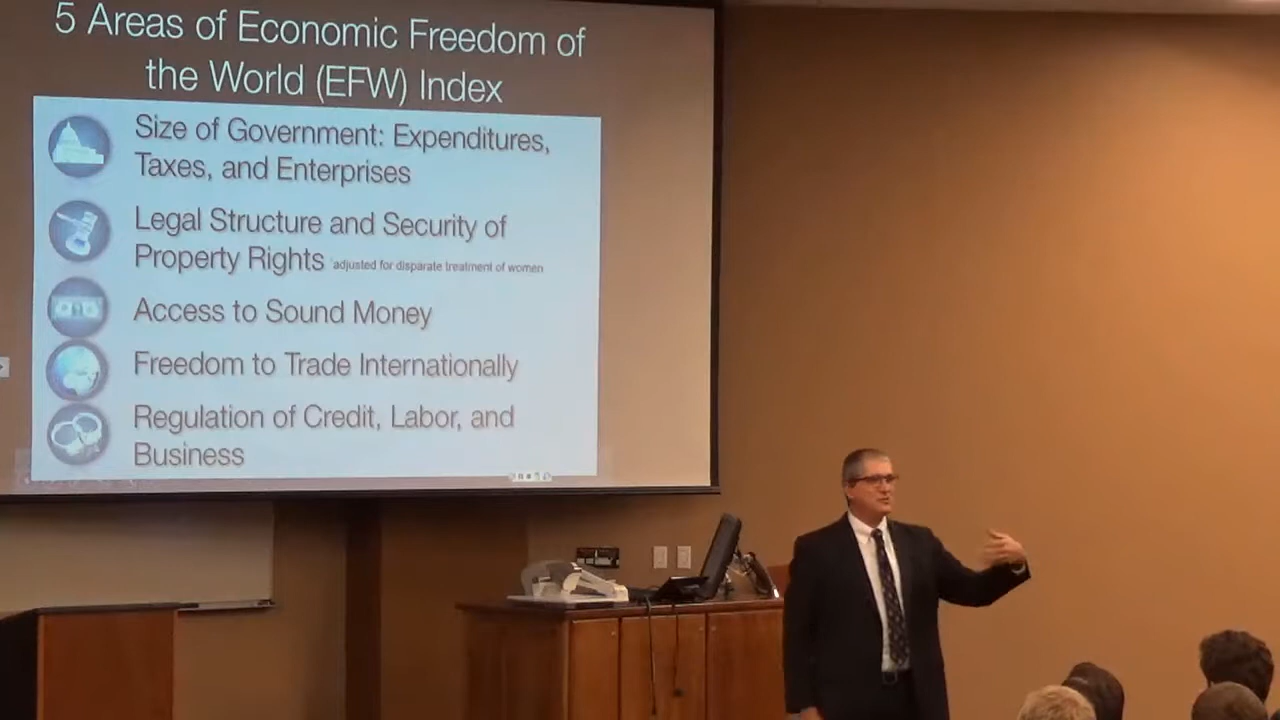 5 Areas of Economic Freedom of
the World (EFW) Index
Size of Government: Expenditures,
Taxes, and Enterprises
Legal Structure and Security of
Property Rights adjusted for disparate treatment of women
Access to Sound Money
Freedom to Trade Internationally
Regulation of Credit, Labor, and
Business